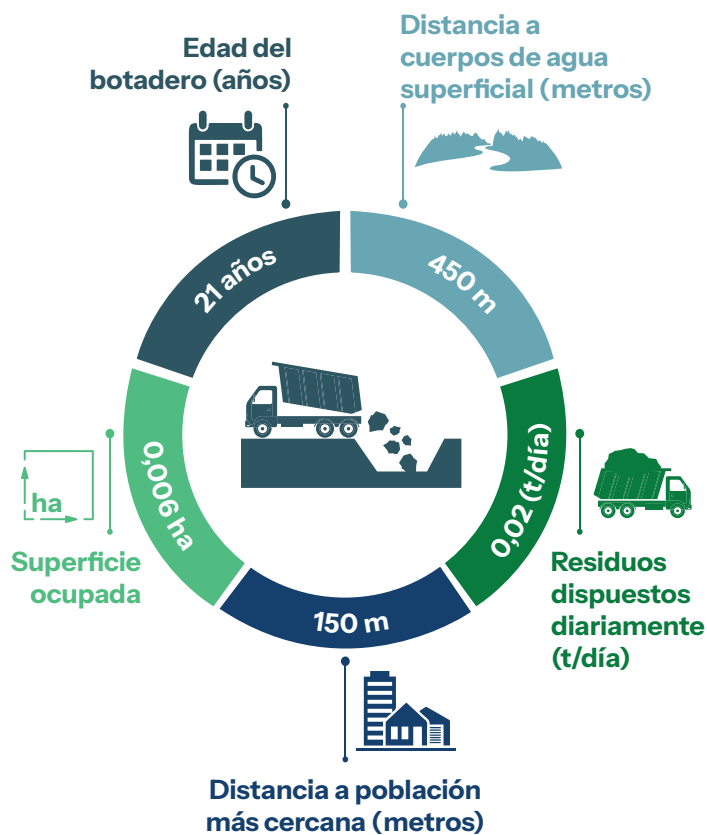 Edad del
botadero (años)
Distancia a
cuerpos de agua
superficial (metros)
21 años
450 m
0,006 ha
0,02 (t/día)
150 m
ha
Superficie
ocupada
Residuos
dispuestos
diariamente
(t/día)
Distancia a población
más cercana (metros)